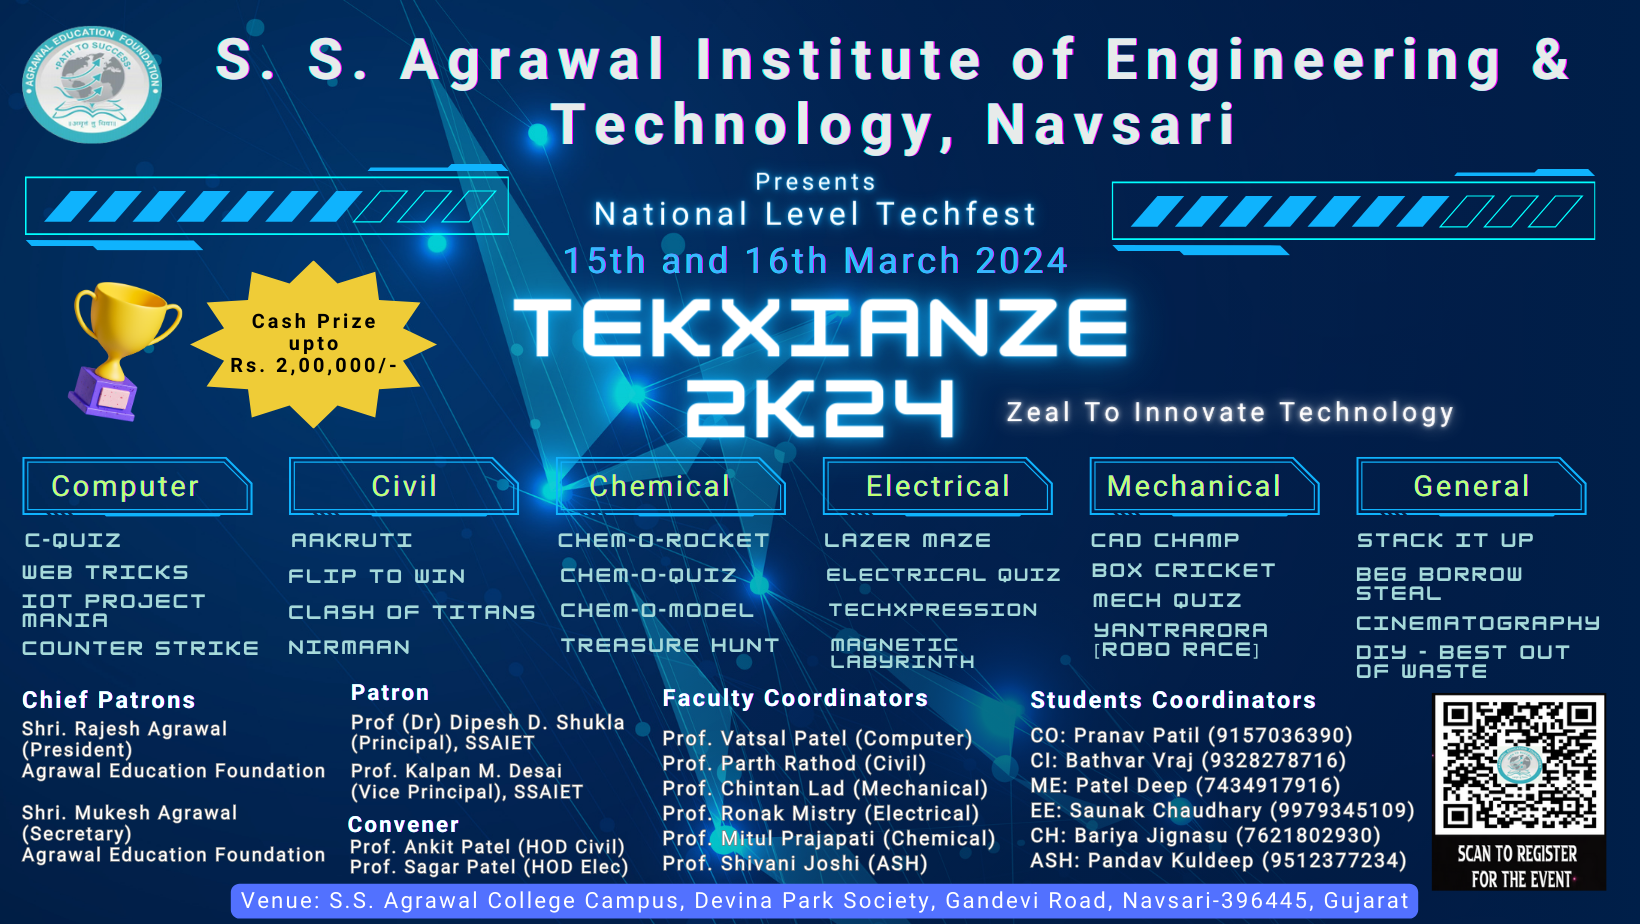 AGRAWAL EDUCATION FOUNDATION
PATH TO SUCCESS
S. S. Agrawal Institute of Engineering &
Technology, Navsari
Presents
National Level Techfest
15th and 16th March 2024
TEKXIANZE
2K24
Zeal To Innovate Technology
Cash Prize
upto
Rs. 2,00,000/-
Computer
C-QUIZ
WEB TRICKS
IOT PROJECT
MANIA
COUNTER STRIKE
Civil
AAKRUTI
FLIP TO WIN
CLASH OF TITANS
NIRMAAN
Chemical
CHEM-O-ROCKET
CHEM-O-QUIZ
CHEM-O-MODEL
TREASURE HUNT
Electrical
LAZER MAZE
ELECTRICAL QUIZ
TECHXPRESSION
MAGNETIC
LABYRINTH
Mechanical
CAD CHAMP
BOX CRICKET
MECH QUIZ
YANTRARORA
[ROBO RACE]
General
STACK IT UP
BEG BORROW
STEAL
CINEMATOGRAPHY
DIY - BEST OUT
OF WASTE
Chief Patrons
Shri. Rajesh Agrawal
(President)
Agrawal Education Foundation
Shri. Mukesh Agrawal
(Secretary)
Agrawal Education Foundation
Patron
Prof (Dr) Dipesh D. Shukla
(Principal), SSAIET
Prof. Kalpan M. Desai
(Vice Principal), SSAIET
Convener
Prof. Ankit Patel (HOD Civil)
Prof. Sagar Patel (HOD Elec)
Faculty Coordinators
Prof. Vatsal Patel (Computer)
Prof. Parth Rathod (Civil)
Prof. Chintan Lad (Mechanical)
Prof. Ronak Mistry (Electrical)
Prof. Mitul Prajapati (Chemical)
Prof. Shivani Joshi (ASH)
Students Coordinators
CO: Pranav Patil (9157036390)
CI: Bathvar Vraj (9328278716)
ME: Patel Deep (7434917916)
EE: Saunak Chaudhary (9979345109)
CH: Bariya Jignasu (7621802930)
ASH: Pandav Kuldeep (9512377234)
SCAN TO REGISTER
FOR THE EVENT
Venue: S.S. Agrawal College Campus, Devina Park Society, Gandevi Road, Navsari-396445, Gujarat